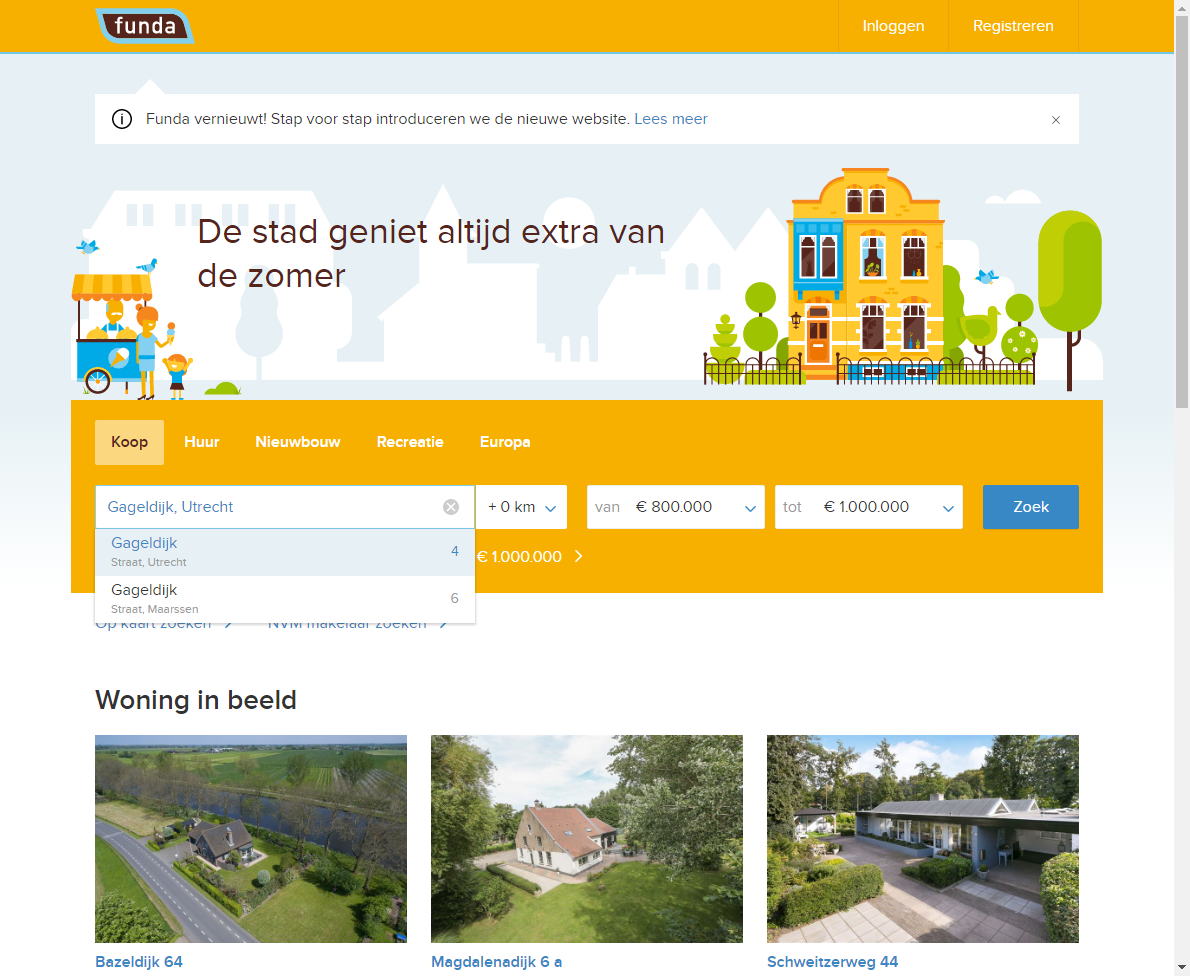 funda
Inloggen
Registreren
Funda vernieuwt! Stap voor stap introduceren we de nieuwe website. Lees meer
De stad geniet altijd extra van
de zomer
Koop
Huur
Nieuwbouw
Recreatie
Europa
Gageldijk, Utrecht
+ 0 km
van € 800.000
tot € 1.000.000
Zoek
Gageldijk
4
Straat, Utrecht
€ 1.000.000
Gageldijk
6
Straat, Maarssen
Op kaart zoeken
NVM makelaar zoeken
Woning in beeld
Bazeldijk 64
Magdalenadijk 6 a
Schweitzerweg 44